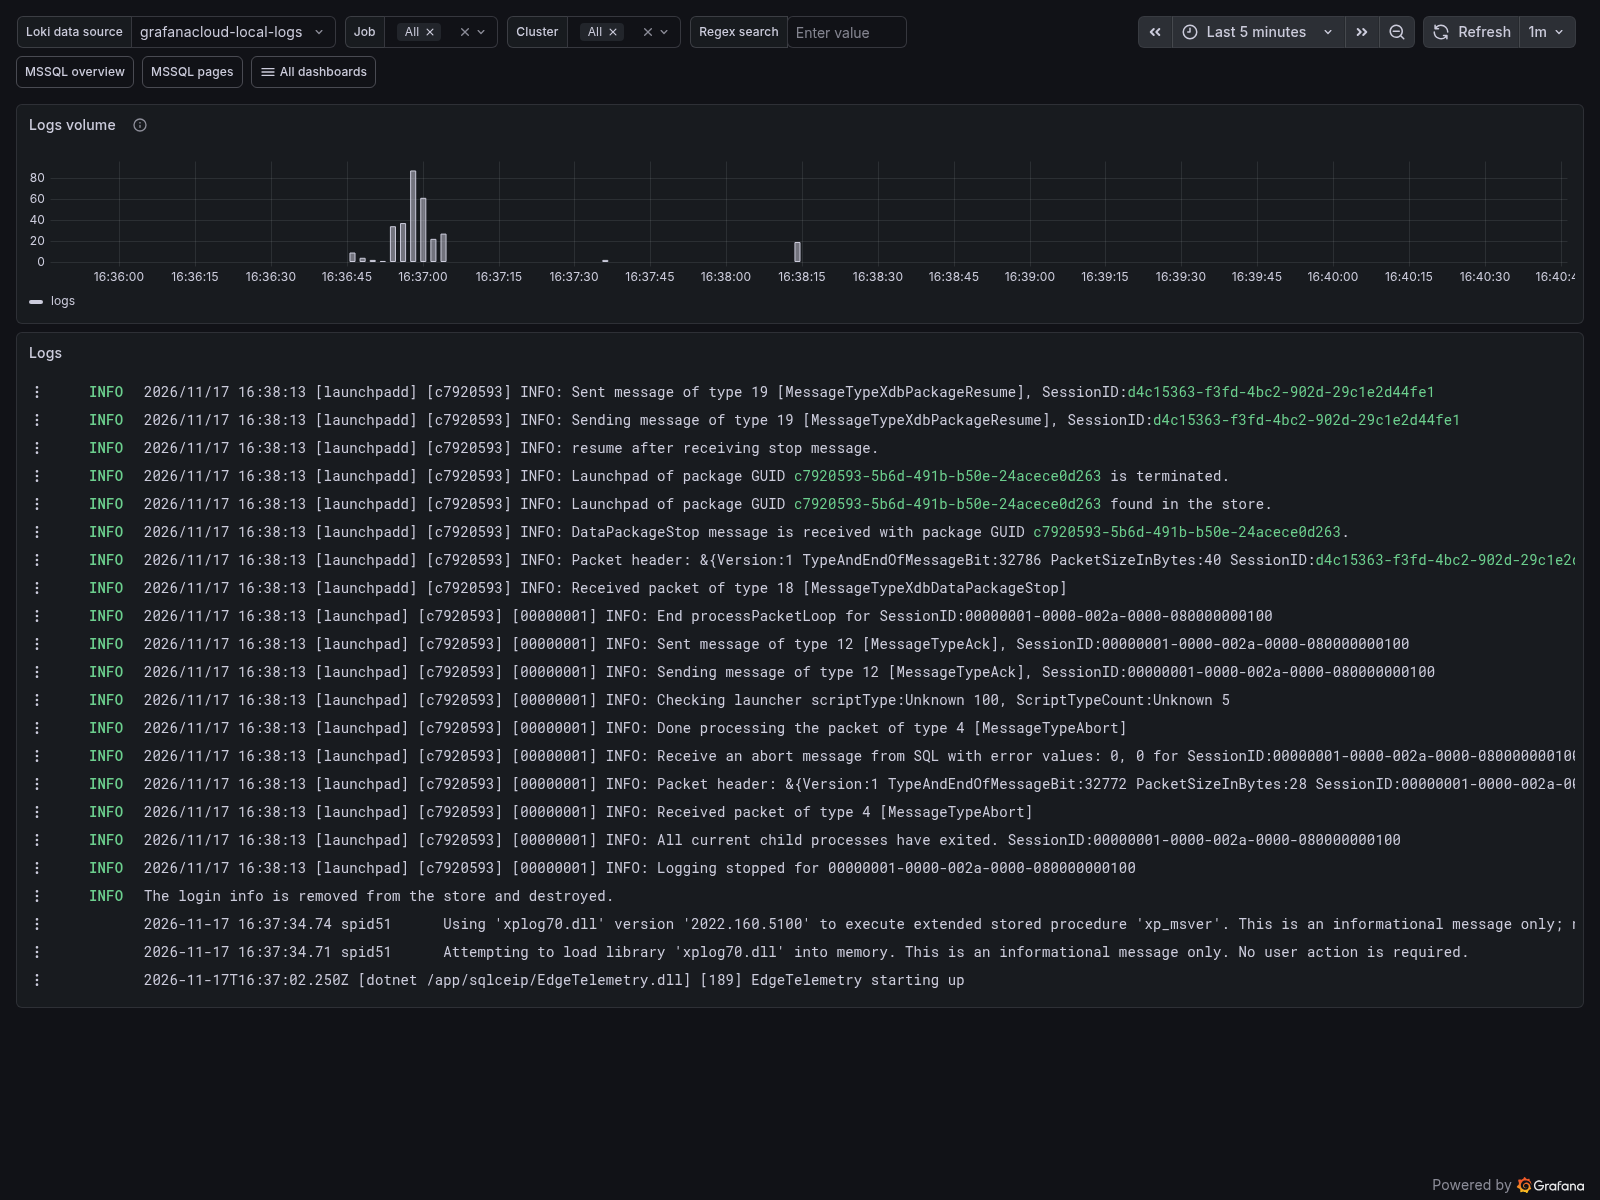 Loki data source grafanacloud-local-logs Job All Cluster All Regex search Enter value Last 5 minutes Refresh 1m
MSSQL overview MSSQL pages All dashboards
Logs volume
80
60
40
20
0
16:36:00 16:36:15 16:36:30 16:36:45 16:37:00 16:37:15 16:37:30 16:37:45 16:38:00 16:38:15 16:38:30 16:38:45 16:39:00 16:39:15 16:39:30 16:39:45 16:40:00 16:40:15 16:40:30 16:40:4
logs
Logs
INFO 2026/11/17 16:38:13 [launchpadd] [c7920593] INFO: Sent message of type 19 [MessageTypeXdbPackageResume], SessionID:d4c15363-f3fd-4bc2-902d-29c1e2d44fe1
INFO 2026/11/17 16:38:13 [launchpadd] [c7920593] INFO: Sending message of type 19 [MessageTypeXdbPackageResume], SessionID:d4c15363-f3fd-4bc2-902d-29c1e2d44fe1
INFO 2026/11/17 16:38:13 [launchpadd] [c7920593] INFO: resume after receiving stop message.
INFO 2026/11/17 16:38:13 [launchpadd] [c7920593] INFO: Launchpad of package GUID c7920593-5b6d-491b-b50e-24acece0d263 is terminated.
INFO 2026/11/17 16:38:13 [launchpadd] [c7920593] INFO: Launchpad of package GUID c7920593-5b6d-491b-b50e-24acece0d263 found in the store.
INFO 2026/11/17 16:38:13 [launchpadd] [c7920593] INFO: DataPackageStop message is received with package GUID c7920593-5b6d-491b-b50e-24acece0d263.
INFO 2026/11/17 16:38:13 [launchpadd] [c7920593] INFO: Packet header: &{Version:1 TypeAndEndOfMessageBit:32786 PacketSizeInBytes:40 SessionID:d4c15363-f3fd-4bc2-902d-29c1e2
INFO 2026/11/17 16:38:13 [launchpadd] [c7920593] INFO: Received packet of type 18 [MessageTypeXdbDataPackageStop]
INFO 2026/11/17 16:38:13 [launchpadd] [c7920593] [00000001] INFO: End processPacketLoop for SessionID:00000001-0000-002a-0000-080000000100
INFO 2026/11/17 16:38:13 [launchpadd] [c7920593] [00000001] INFO: Sent message of type 12 [MessageTypeAck], SessionID:00000001-0000-002a-0000-080000000100
INFO 2026/11/17 16:38:13 [launchpadd] [c7920593] [00000001] INFO: Sending message of type 12 [MessageTypeAck], SessionID:00000001-0000-002a-0000-080000000100
INFO 2026/11/17 16:38:13 [launchpadd] [c7920593] [00000001] INFO: Checking launcher scriptType:Unknown 100, ScriptTypeCount:Unknown 5
INFO 2026/11/17 16:38:13 [launchpadd] [c7920593] [00000001] INFO: Done processing the packet of type 4 [MessageTypeAbort]
INFO 2026/11/17 16:38:13 [launchpadd] [c7920593] [00000001] INFO: Receive an abort message from SQL with error values: 0, 0 for SessionID:00000001-0000-002a-0000-080000000100
INFO 2026/11/17 16:38:13 [launchpadd] [c7920593] [00000001] INFO: Packet header: &{Version:1 TypeAndEndOfMessageBit:32772 PacketSizeInBytes:28 SessionID:00000001-0000-002a-00
INFO 2026/11/17 16:38:13 [launchpadd] [c7920593] [00000001] INFO: Received packet of type 4 [MessageTypeAbort]
INFO 2026/11/17 16:38:13 [launchpadd] [c7920593] [00000001] INFO: All current child processes have exited. SessionID:00000001-0000-002a-0000-080000000100
INFO 2026/11/17 16:38:13 [launchpadd] [c7920593] [00000001] INFO: Logging stopped for 00000001-0000-002a-0000-080000000100
INFO The login info is removed from the store and destroyed.
2026-11-17 16:37:34.74 spid51 Using 'xplog70.dll' version '2022.160.5100' to execute extended stored procedure 'xp_msver'. This is an informational message only;
2026-11-17 16:37:34.71 spid51 Attempting to load library 'xplog70.dll' into memory. This is an informational message only. No user action is required.
2026-11-17T16:37:02.250Z [dotnet /app/sqlceip/EdgeTelemetry.dll] [189] EdgeTelemetry starting up
Powered by Grafana